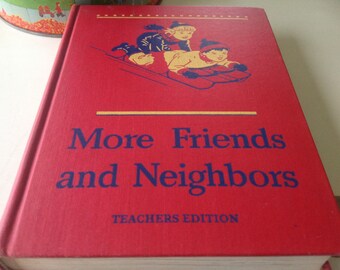 More Friends
and Neighbors
TEACHERS EDITION